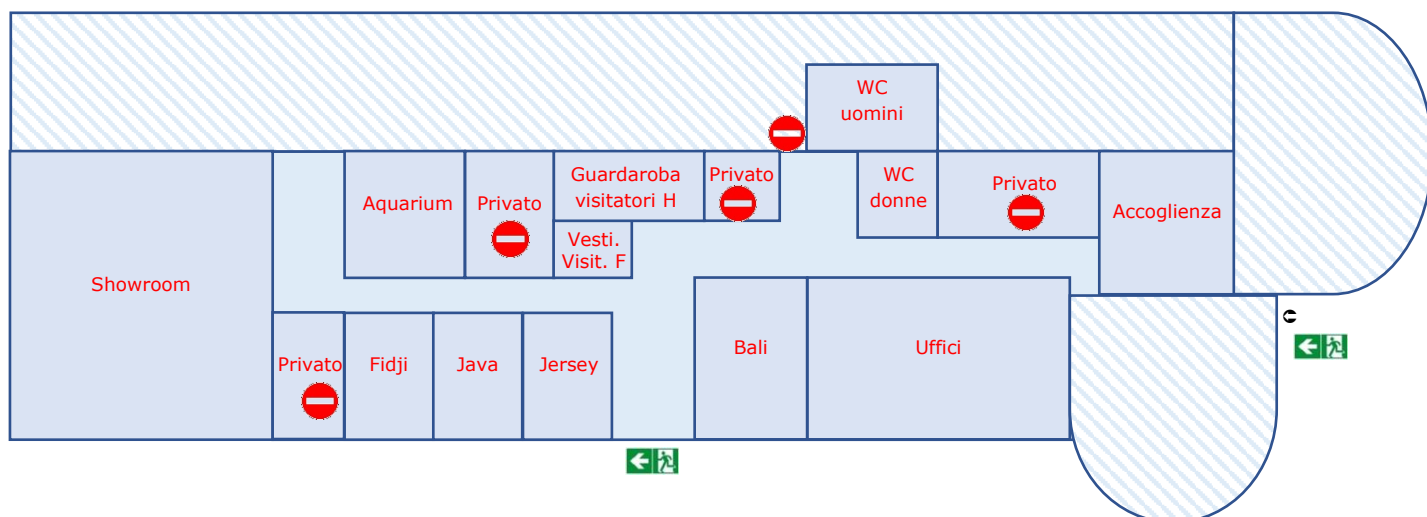 WC
uomini
Aquarium
Privato
Guardaroba
visitatori H
Privato
WC
donne
Privato
Accoglienza
Vesti.
Visit. F
Showroom
Privato
Fidji
Java
Jersey
Bali
Uffici